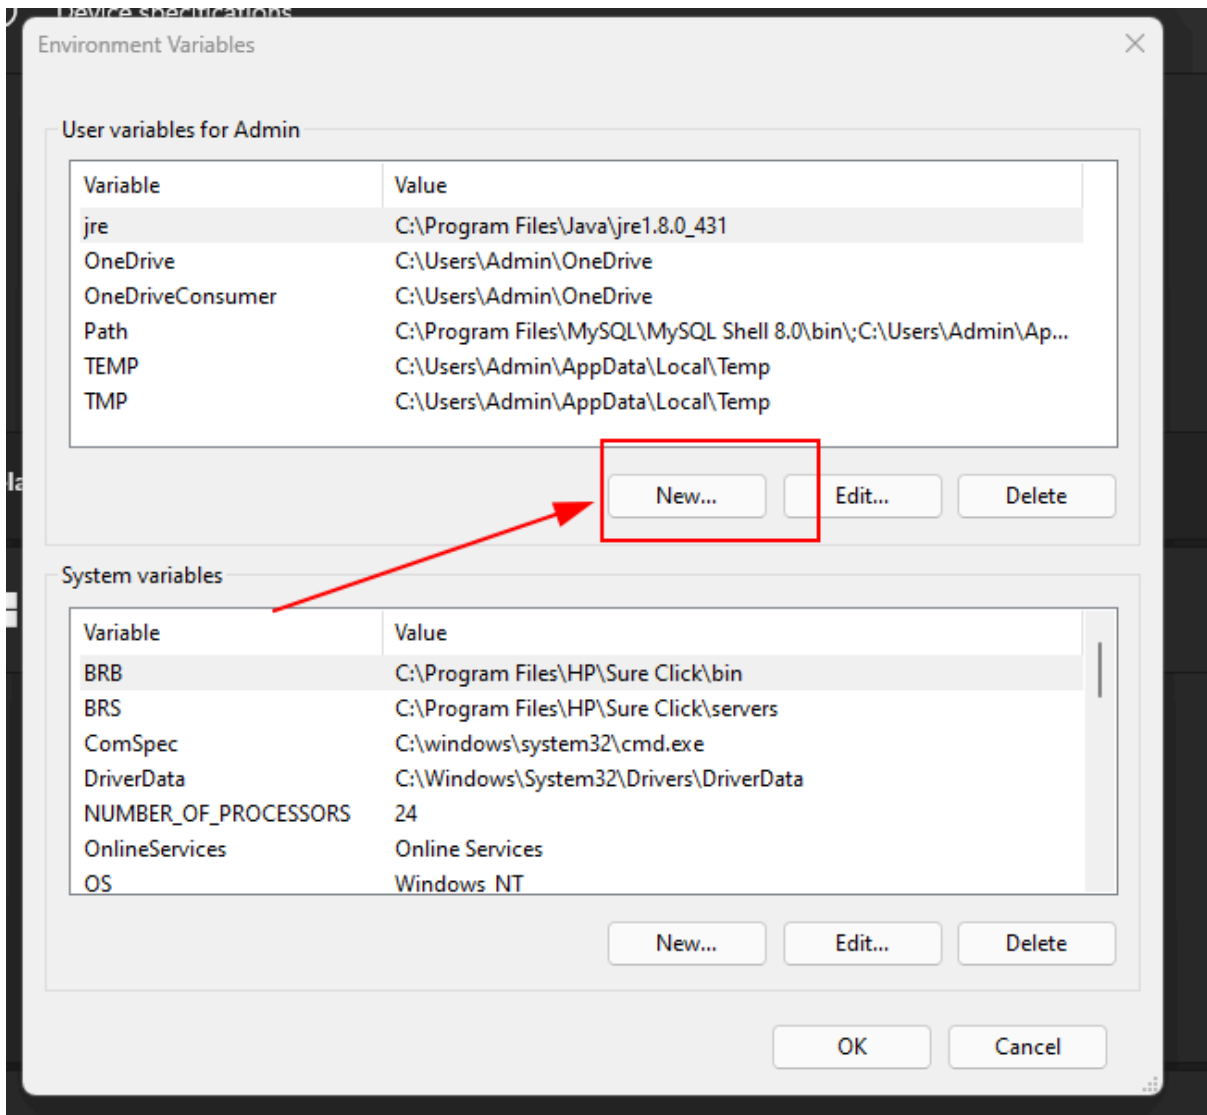 Device specifications
Environment Variables
User variables for Admin
Variable Value
jre C:\Program Files\Java\jre1.8.0_431
OneDrive C:\Users\Admin\OneDrive
OneDriveConsumer C:\Users\Admin\OneDrive
Path C:\Program Files\MySQL\MySQL Shell 8.0\bin\;C:\Users\Admin\Ap...
TEMP C:\Users\Admin\AppData\Local\Temp
TMP C:\Users\Admin\AppData\Local\Temp
New... Edit... Delete
System variables
Variable Value
BRB C:\Program Files\HP\Sure Click\bin
BRS C:\Program Files\HP\Sure Click\servers
ComSpec C:\windows\system32\cmd.exe
DriverData C:\Windows\System32\Drivers\DriverData
NUMBER_OF_PROCESSORS 24
OnlineServices Online Services
OS Windows_NT
New... Edit... Delete
OK Cancel